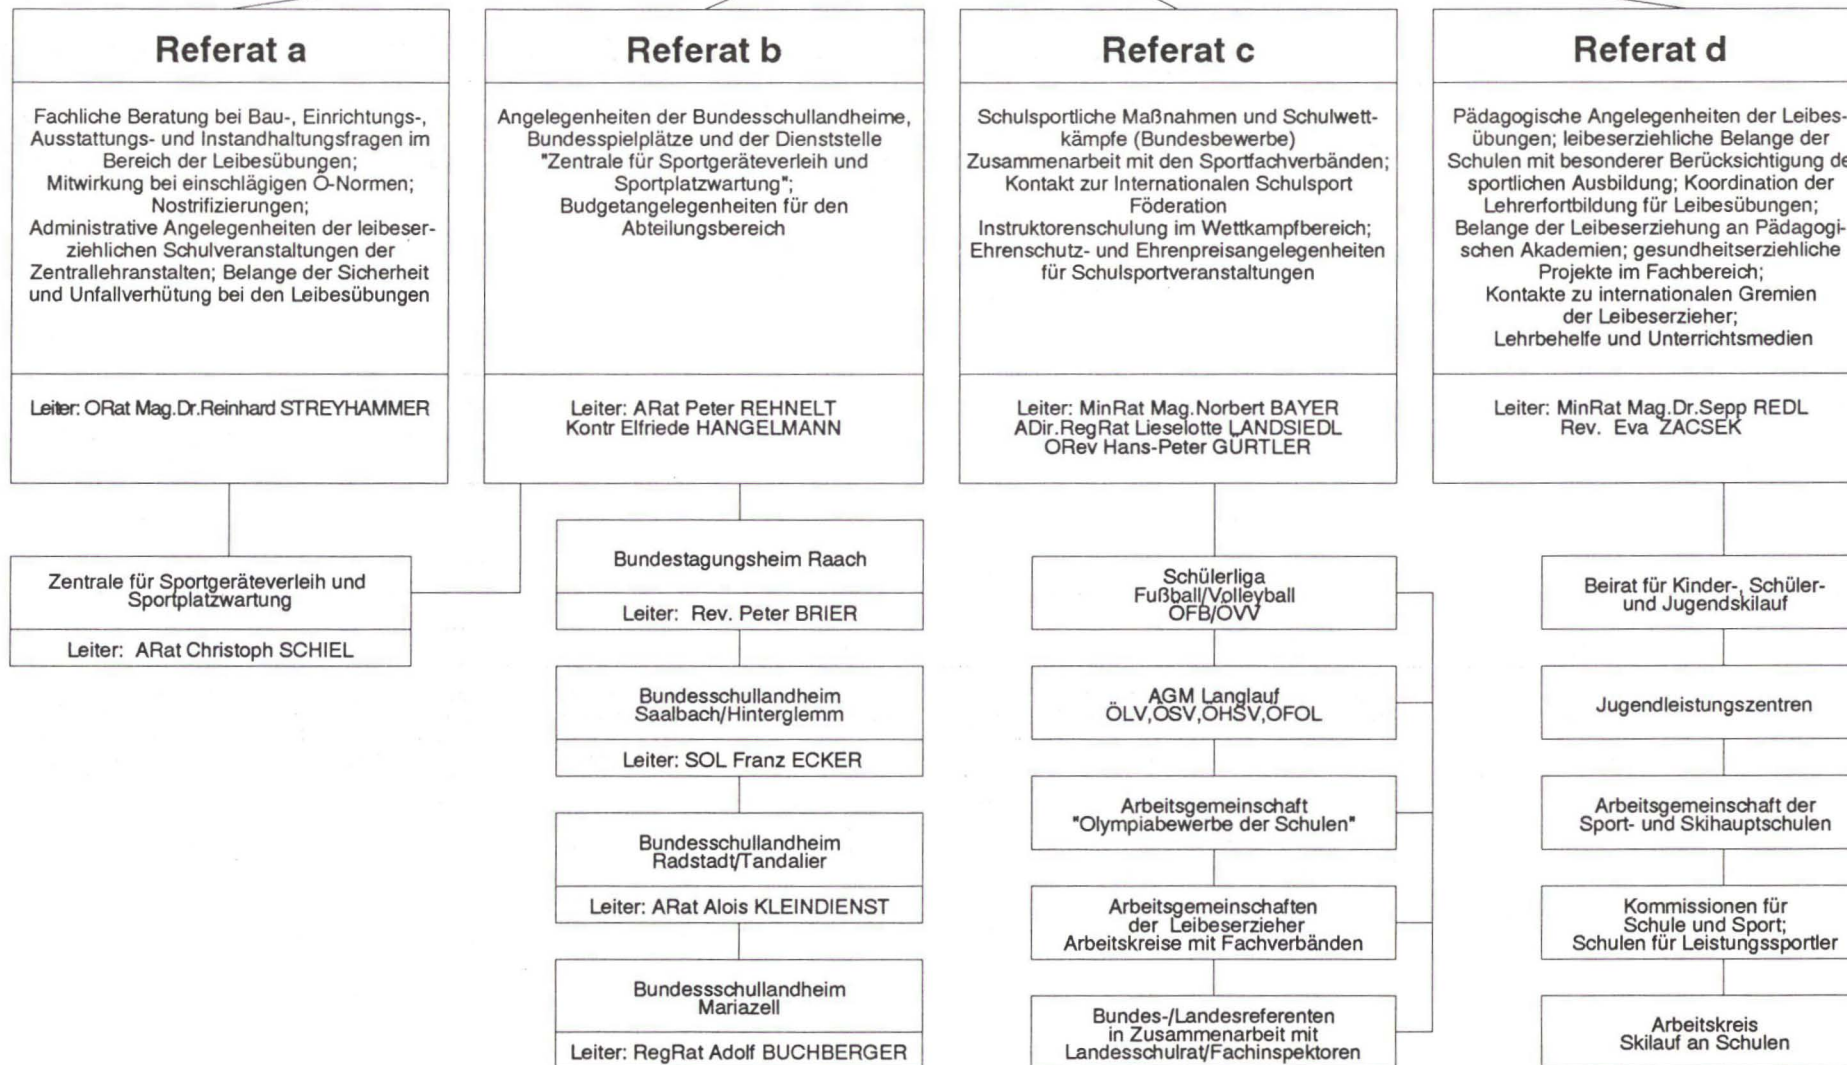 Referat a
Fachliche Beratung bei Bau-, Einrichtungs-,
Ausstattungs- und Instandhaltungsfragen im
Bereich der Leibesübungen;
Mitwirkung bei einschlägigen Ö-Normen;
Nostrifizierungen;
Administrative Angelegenheiten der leibeser-
ziehlichen Schulveranstaltungen der
Zentrallehranstalten; Belange der Sicherheit
und Unfallverhütung bei den Leibesübungen
Leiter: ORat Mag.Dr.Reinhard STREYHAMMER
Zentrale für Sportgeräteverleih und
Sportplatzwartung
Leiter: ARat Christoph SCHIEL
Referat b
Angelegenheiten der Bundesschullandheime,
Bundesspielplätze und der Dienststelle
"Zentrale für Sportgeräteverleih und
Sportplatzwartung";
Budgetangelegenheiten für den
Abteilungsbereich
Leiter: ARat Peter REHNELT
Kontr Elfriede HANGELMANN
Bundestagungsheim Raach
Leiter: Rev. Peter BRIER
Bundesschullandheim
Saalbach/Hinterglemm
Leiter: SOL Franz ECKER
Bundesschullandheim
Radstadt/Tandalier
Leiter: ARat Alois KLEINDIENST
Bundessschullandheim
Mariazell
Leiter: RegRat Adolf BUCHBERGER
Referat c
Schulsportliche Maßnahmen und Schulwett-
kämpfe (Bundesbewerbe)
Zusammenarbeit mit den Sportfachverbänden;
Kontakt zur Internationalen Schulsport
Föderation
Instruktorenschulung im Wettkampfbereich;
Ehrenschutz- und Ehrenpreisangelegenheiten
für Schulsportveranstaltungen
Leiter: MinRat Mag.Norbert BAYER
ADir.RegRat Lieselotte LANDSIEDL
ORev Hans-Peter GÜRTLER
Schülerliga
Fußball/Volleyball
ÖFB/ÖVV
AGM Langlauf
ÖLV,ÖSV,ÖHSV,ÖFOL
Arbeitsgemeinschaft
"Olympiabewerbe der Schulen"
Arbeitsgemeinschaften
der Leibeserzieher
Arbeitskreise mit Fachverbänden
Bundes-/Landesreferenten
in Zusammenarbeit mit
Landesschulrat/Fachinspektoren
Referat d
Pädagogische Angelegenheiten der Leibes-
übungen; leibeserziehliche Belange der
Schulen mit besonderer Berücksichtigung de
sportlichen Ausbildung; Koordination der
Lehrerfortbildung für Leibesübungen;
Belange der Leibeserziehung an Pädagogi-
schen Akademien; gesundheitserziehliche
Projekte im Fachbereich;
Kontakte zu internationalen Gremien
der Leibeserzieher;
Lehrbehelfe und Unterrichtsmedien
Leiter: MinRat Mag.Dr.Sepp REDL
Rev. Eva ZACSEK
Beirat für Kinder-, Schüler-
und Jugendskilauf
Jugendleistungszentren
Arbeitsgemeinschaft der
Sport- und Skihauptschulen
Kommissionen für
Schule und Sport;
Schulen für Leistungssportler
Arbeitskreis
Skilauf an Schulen